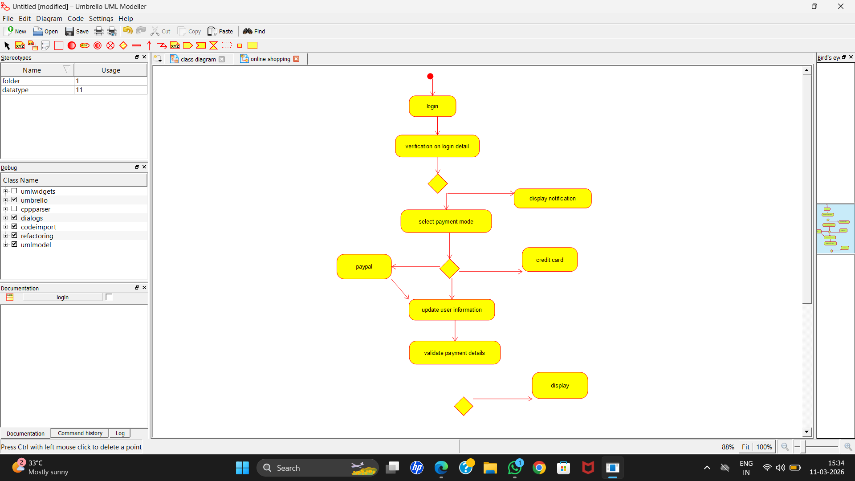 Untitled [modified] - Umbrello UML Modeller
File Edit Diagram Code Settings Help
New Open Save Cut Copy Paste Find
Stereotypes
Name Usage
folder 1
datatype 11
Debug
Class Name
umlwidgets
umbrello
cppparser
dialogs
codeimport
refactoring
umlmodel
Documentation
login
Documentation Command history Log
class diagram online shopping
login
verification on login detail
display notification
select payment mode
paypal
credit card
update user information
validate payment details
display
Bird's eye
Press Ctrl with left mouse click to delete a point
88% Fit 100%
2
33°C
Mostly sunny
Search
1
ENG
IN
15:34
11-03-2026